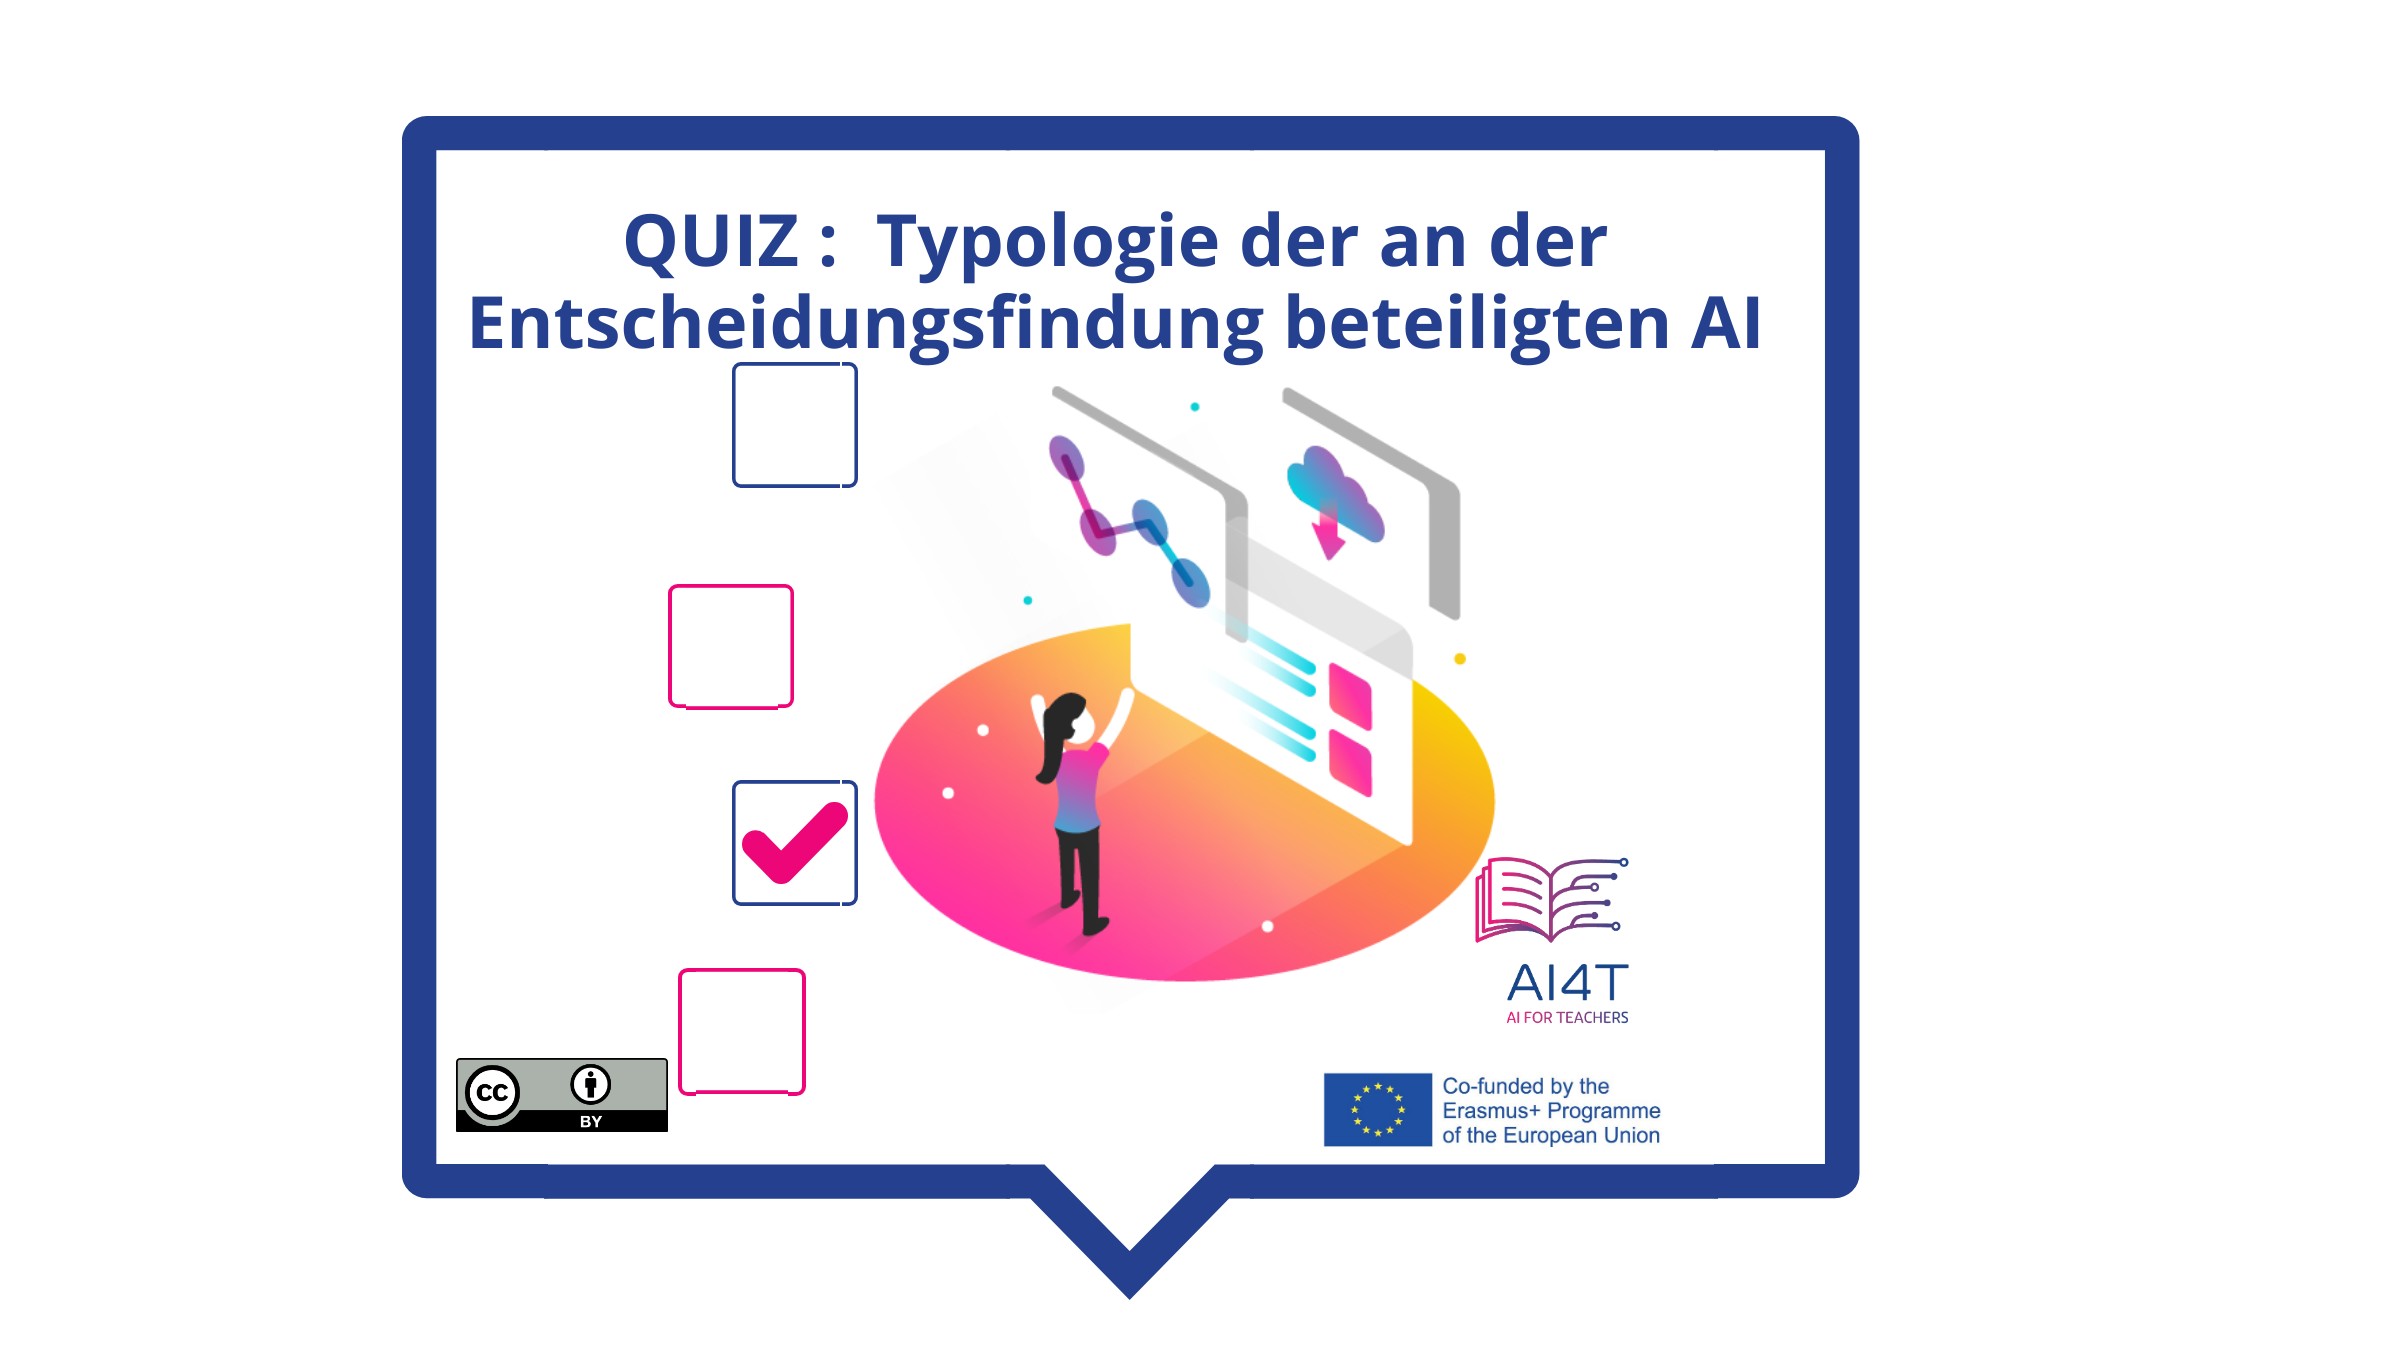 QUIZ : Typologie der an der
Entscheidungsfindung beteiligten AI
AI4T
AI FOR TEACHERS
CC
BY
Co-funded by the
Erasmus+ Programme
of the European Union